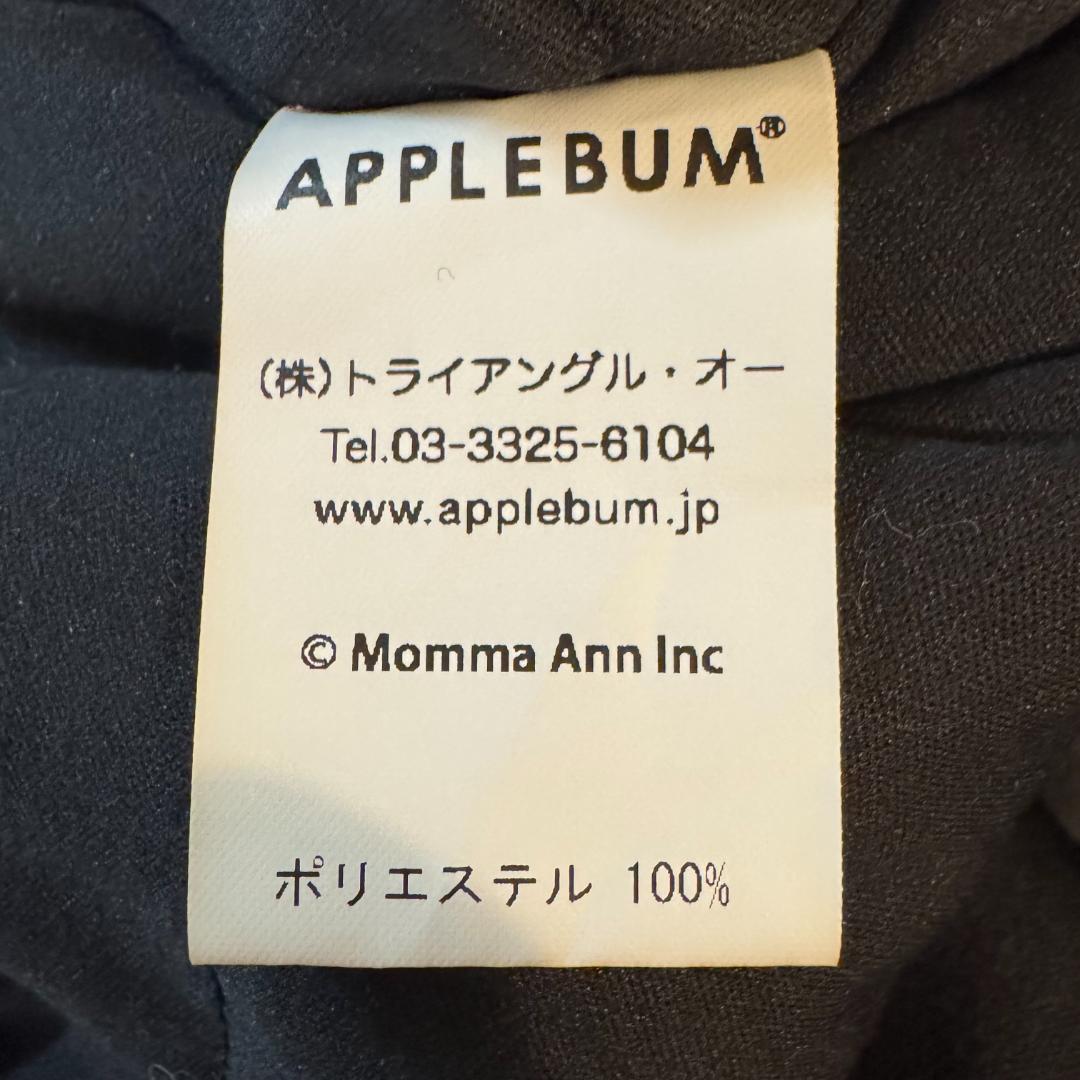 APPLEBUM®
(株)トライアングル・オー
Tel.03-3325-6104
www.applebum.jp
© Momma Ann Inc
ポリエステル 100%